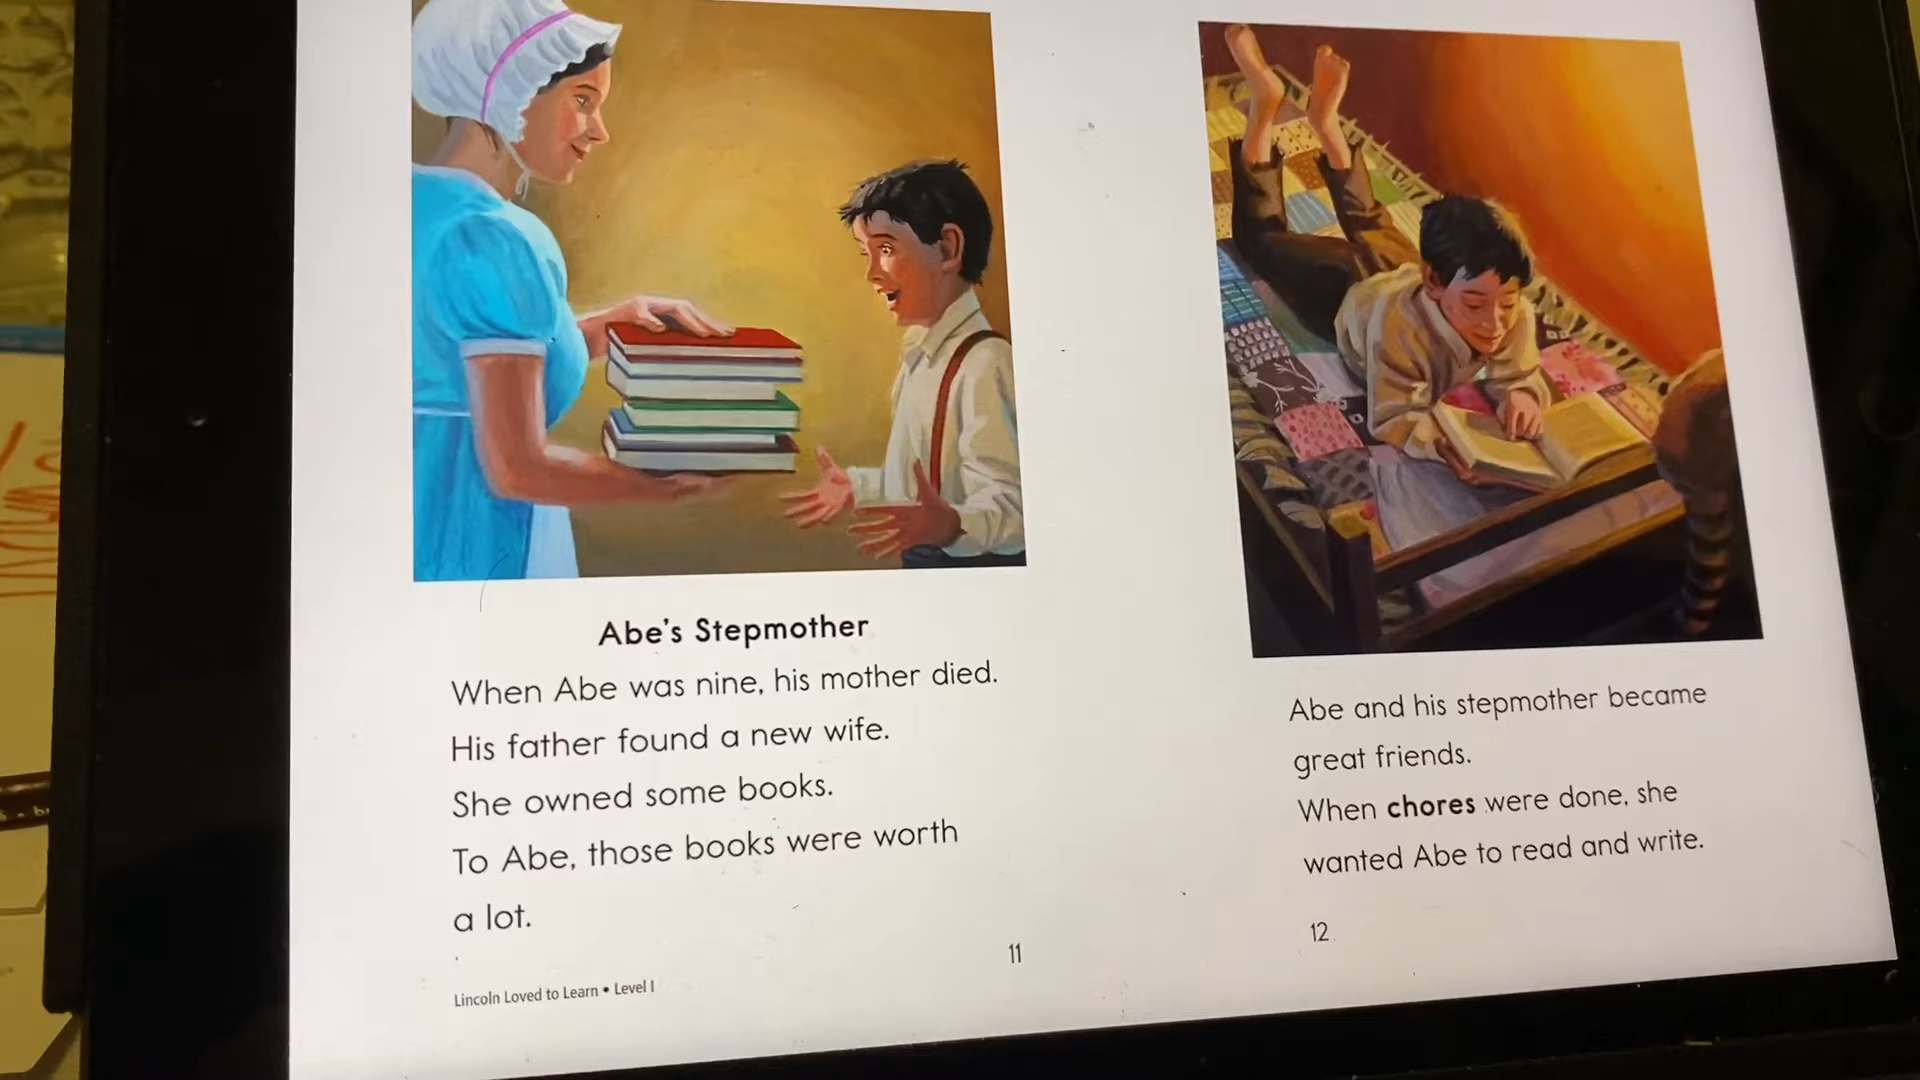 Abe's Stepmother
When Abe was nine, his mother died.
His father found a new wife.
She owned some books.
To Abe, those books were worth
a lot.
11
Lincoln Loved to Learn • Level I
Abe and his stepmother became
great friends.
When chores were done, she
wanted Abe to read and write.
12